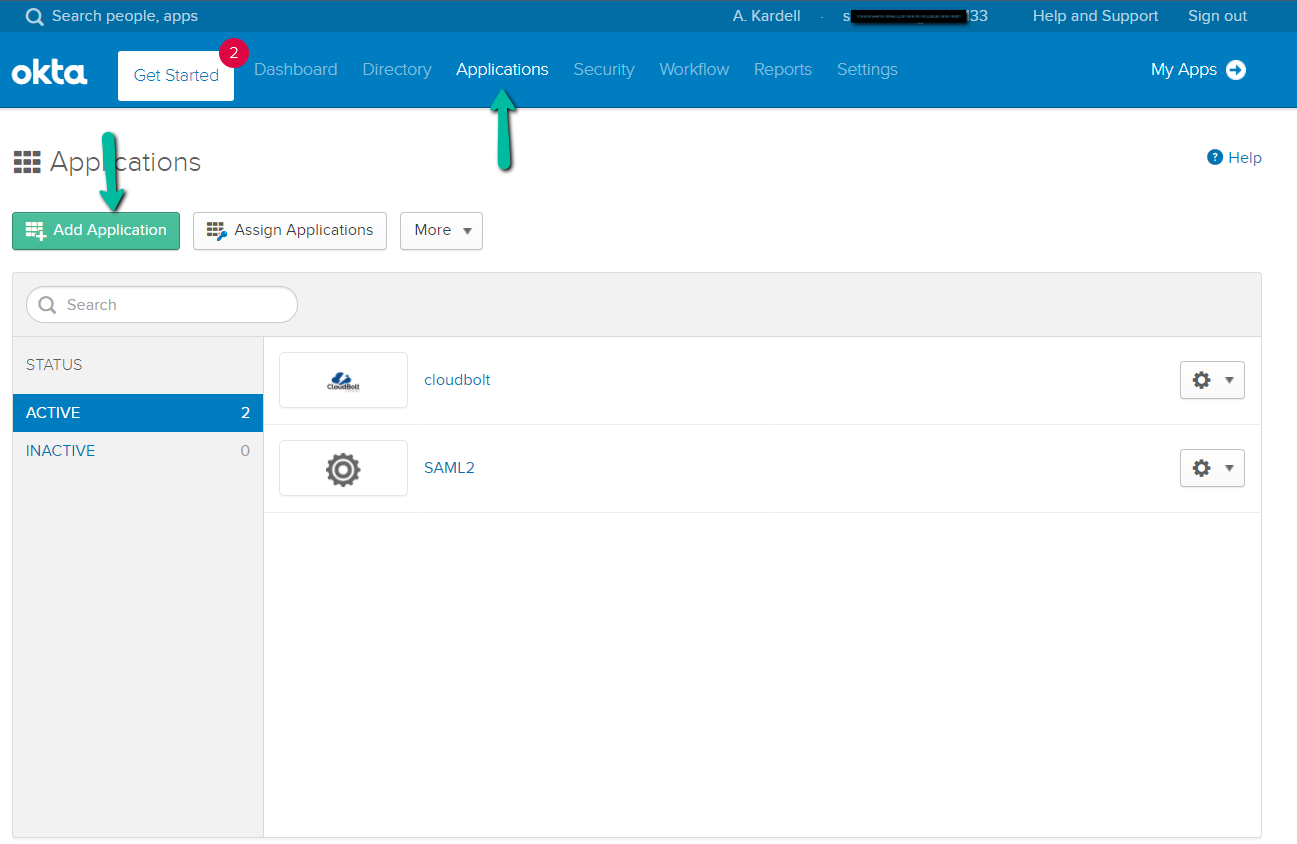 Search people, apps A. Kardell · s 133 Help and Support Sign out
okta Get Started 2 Dashboard Directory Applications Security Workflow Reports Settings My Apps
Applications ? Help
Add Application Assign Applications More
Search
STATUS
ACTIVE 2
INACTIVE 0
CloudBolt cloudbolt
SAML2